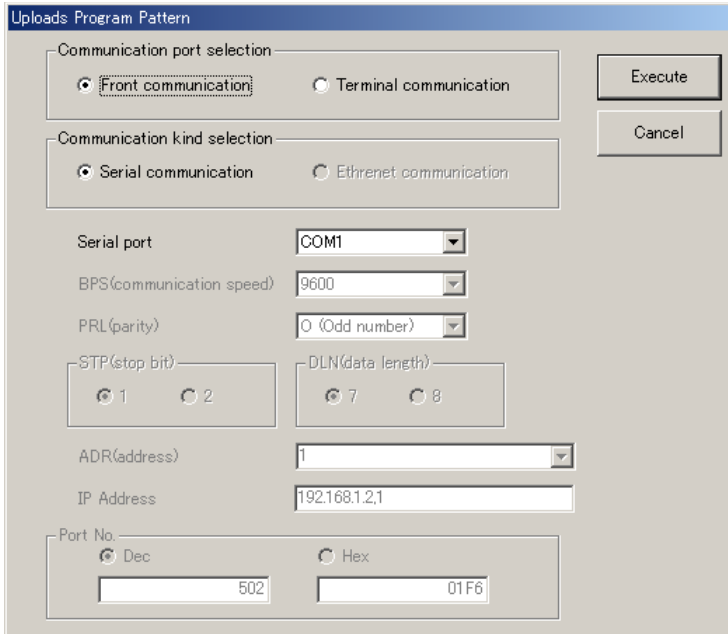 Uploads Program Pattern
Communication port selection
Front communication Terminal communication
Execute
Communication kind selection
Cancel
Serial communication Ethrenet communication
Serial port COM1
BPS(communication speed) 9600
PRL(parity) O (Odd number)
STP(stop bit) DLN(data length)
1 2 7 8
ADR(address) 1
IP Address 192.168.1.2,1
Port No.
Dec Hex
502 01F6